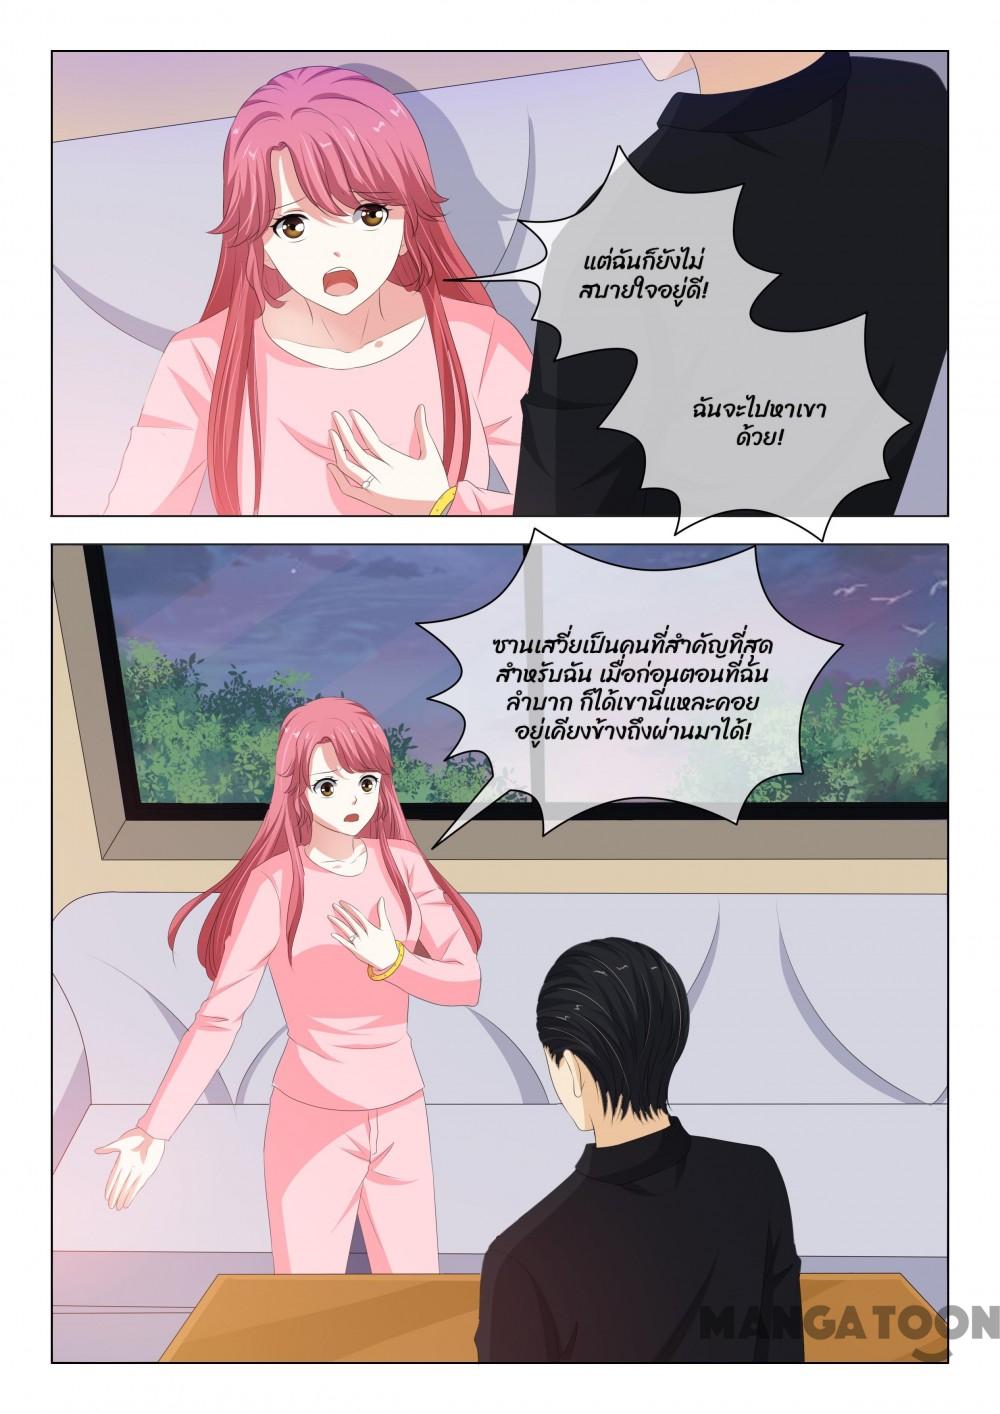 แต่ฉันก็ยังไม่
สบายใจอยู่ดี!
ฉันจะไปหาเขา
ด้วย!
ซานเสวี่ยเป็นคนที่สำคัญที่สุด
สำหรับฉัน เมื่อก่อนตอนที่ฉัน
ลำบาก ก็ได้เขานี่แหละคอย
อยู่เคียงข้างถึงผ่านมาได้!
MANGATOON